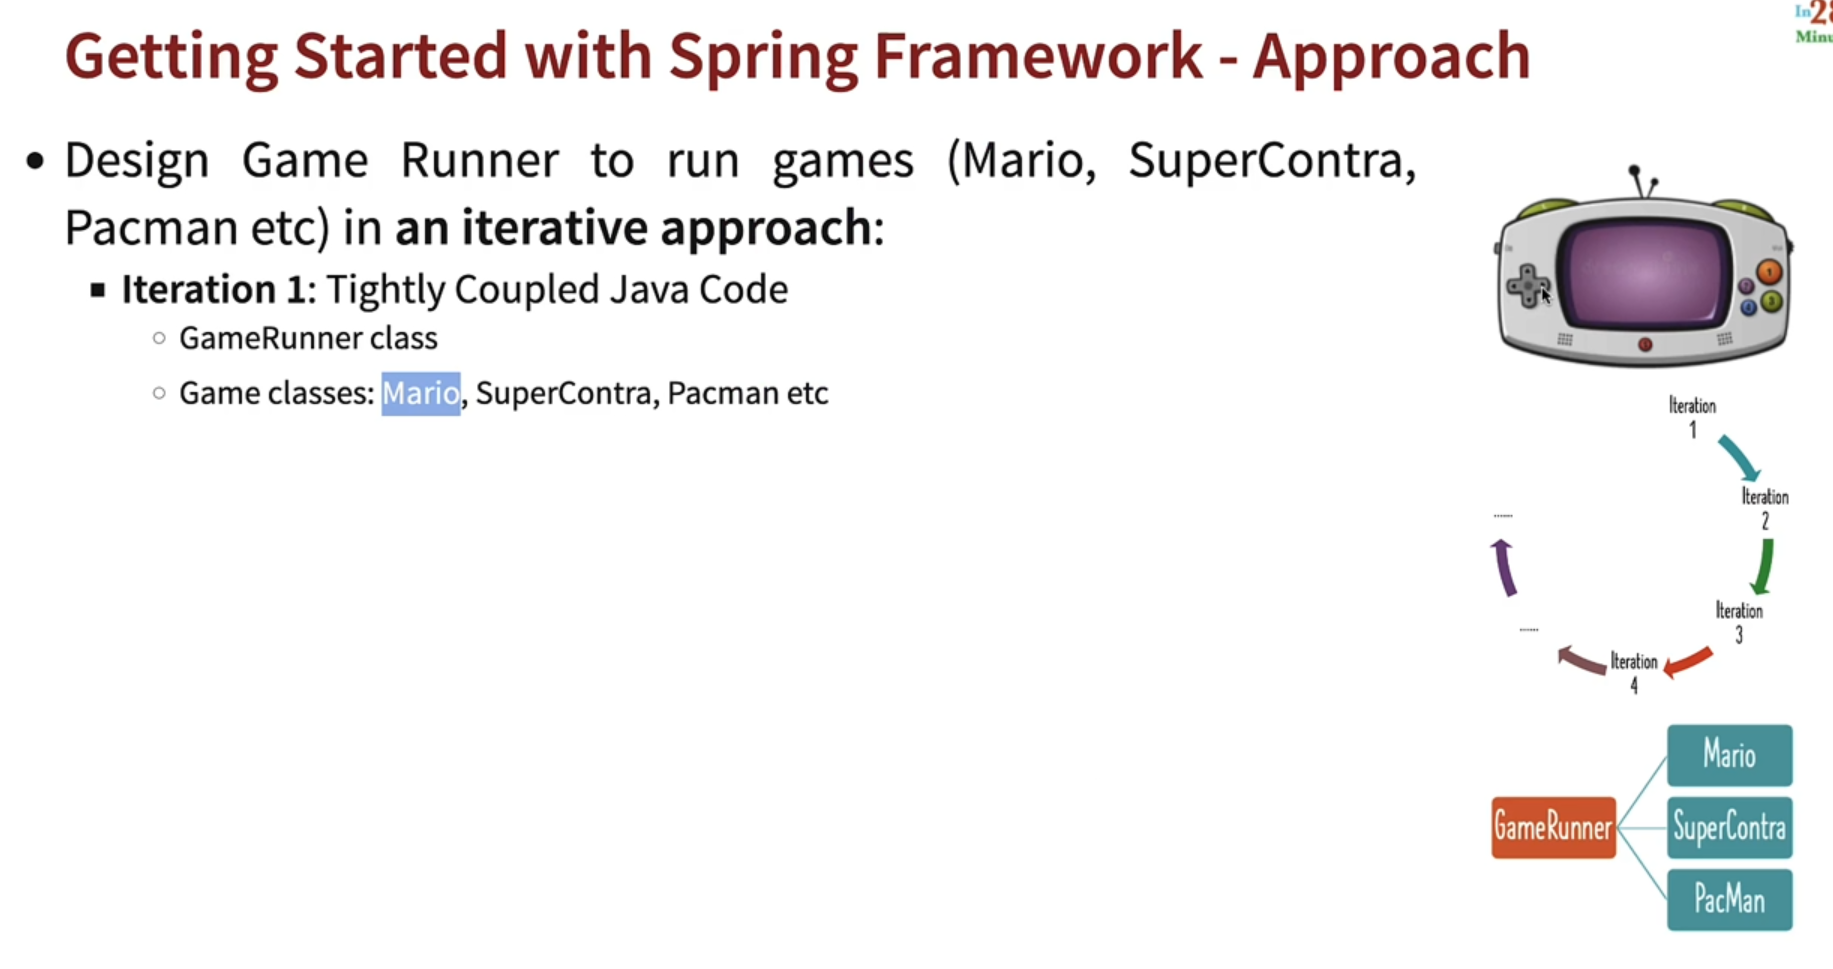 Getting Started with Spring Framework - Approach
Design Game Runner to run games (Mario, SuperContra,
Pacman etc) in an iterative approach:
Iteration 1: Tightly Coupled Java Code
GameRunner class
Game classes: Mario, SuperContra, Pacman etc
In
Iteration
1
Iteration
2
Iteration
3
Iteration
4
......
......
GameRunner
Mario
SuperContra
PacMan